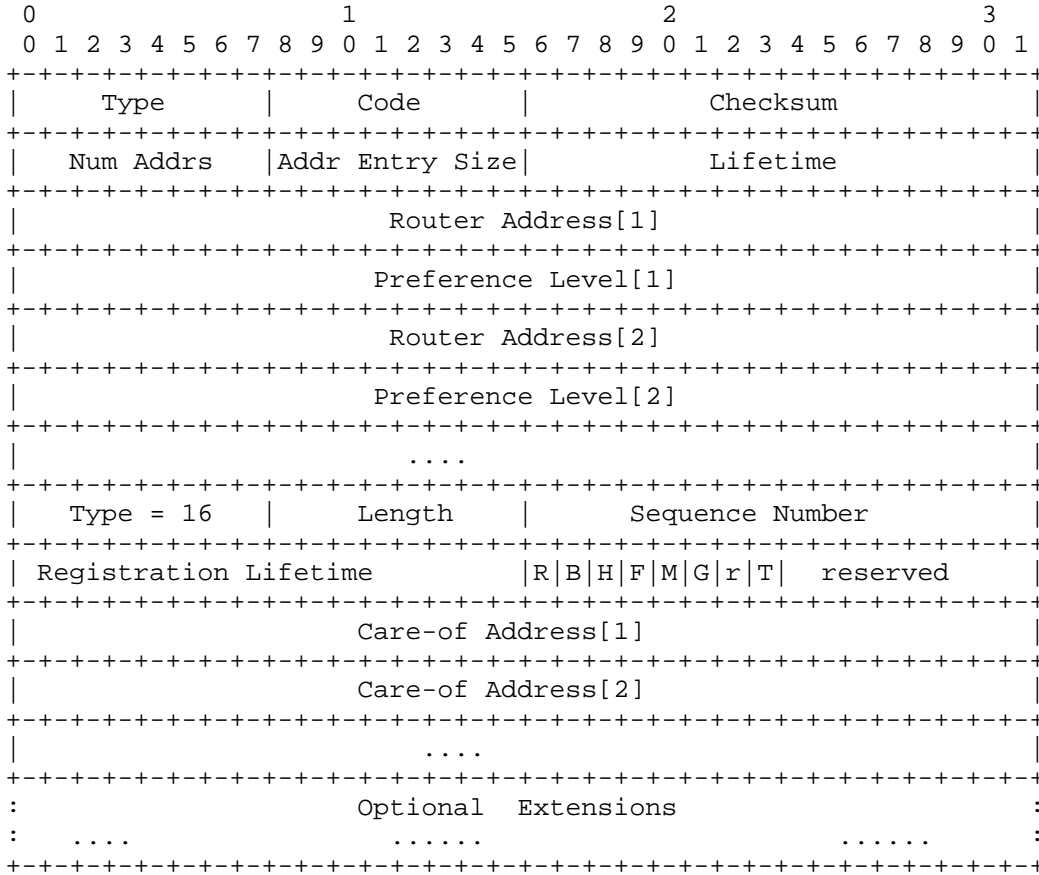 0                   1                   2                   3
 0 1 2 3 4 5 6 7 8 9 0 1 2 3 4 5 6 7 8 9 0 1 2 3 4 5 6 7 8 9 0 1
+-+-+-+-+-+-+-+-+-+-+-+-+-+-+-+-+-+-+-+-+-+-+-+-+-+-+-+-+-+-+-+-+
|     Type      |     Code      |           Checksum            |
+-+-+-+-+-+-+-+-+-+-+-+-+-+-+-+-+-+-+-+-+-+-+-+-+-+-+-+-+-+-+-+-+
|   Num Addrs   |Addr Entry Size|           Lifetime            |
+-+-+-+-+-+-+-+-+-+-+-+-+-+-+-+-+-+-+-+-+-+-+-+-+-+-+-+-+-+-+-+-+
|                       Router Address[1]                       |
+-+-+-+-+-+-+-+-+-+-+-+-+-+-+-+-+-+-+-+-+-+-+-+-+-+-+-+-+-+-+-+-+
|                      Preference Level[1]                      |
+-+-+-+-+-+-+-+-+-+-+-+-+-+-+-+-+-+-+-+-+-+-+-+-+-+-+-+-+-+-+-+-+
|                       Router Address[2]                       |
+-+-+-+-+-+-+-+-+-+-+-+-+-+-+-+-+-+-+-+-+-+-+-+-+-+-+-+-+-+-+-+-+
|                      Preference Level[2]                      |
+-+-+-+-+-+-+-+-+-+-+-+-+-+-+-+-+-+-+-+-+-+-+-+-+-+-+-+-+-+-+-+-+
|                        ....                                   |
+-+-+-+-+-+-+-+-+-+-+-+-+-+-+-+-+-+-+-+-+-+-+-+-+-+-+-+-+-+-+-+-+
|   Type = 16   |     Length    |      Sequence Number          |
+-+-+-+-+-+-+-+-+-+-+-+-+-+-+-+-+-+-+-+-+-+-+-+-+-+-+-+-+-+-+-+-+
| Registration Lifetime         |R|B|H|F|M|G|r|T|  reserved     |
+-+-+-+-+-+-+-+-+-+-+-+-+-+-+-+-+-+-+-+-+-+-+-+-+-+-+-+-+-+-+-+-+
|                     Care-of Address[1]                        |
+-+-+-+-+-+-+-+-+-+-+-+-+-+-+-+-+-+-+-+-+-+-+-+-+-+-+-+-+-+-+-+-+
|                     Care-of Address[2]                        |
+-+-+-+-+-+-+-+-+-+-+-+-+-+-+-+-+-+-+-+-+-+-+-+-+-+-+-+-+-+-+-+-+
|                         ....                                  |
+-+-+-+-+-+-+-+-+-+-+-+-+-+-+-+-+-+-+-+-+-+-+-+-+-+-+-+-+-+-+-+-+
:                     Optional  Extensions                      :
:   ....                ......                      ......      :
+-+-+-+-+-+-+-+-+-+-+-+-+-+-+-+-+-+-+-+-+-+-+-+-+-+-+-+-+-+-+-+-+